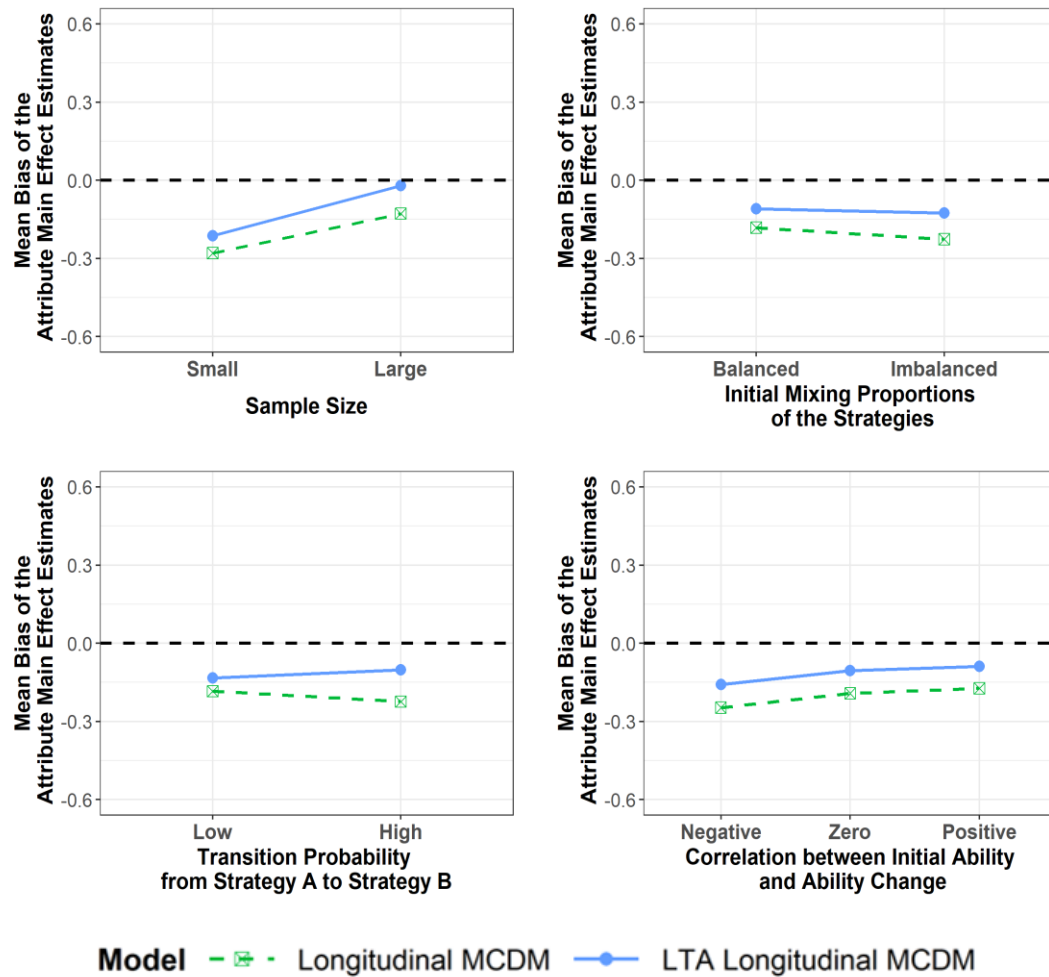 Mean Bias of the
Attribute Main Effect Estimates
0.6
0.3
0.0
-0.3
-0.6
Small Large
Sample Size
Mean Bias of the
Attribute Main Effect Estimates
0.6
0.3
0.0
-0.3
-0.6
Balanced Imbalanced
Initial Mixing Proportions
of the Strategies
Mean Bias of the
Attribute Main Effect Estimates
0.6
0.3
0.0
-0.3
-0.6
Low High
Transition Probability
from Strategy A to Strategy B
Mean Bias of the
Attribute Main Effect Estimates
0.6
0.3
0.0
-0.3
-0.6
Negative Zero Positive
Correlation between Initial Ability
and Ability Change
Model Longitudinal MCDM LTA Longitudinal MCDM